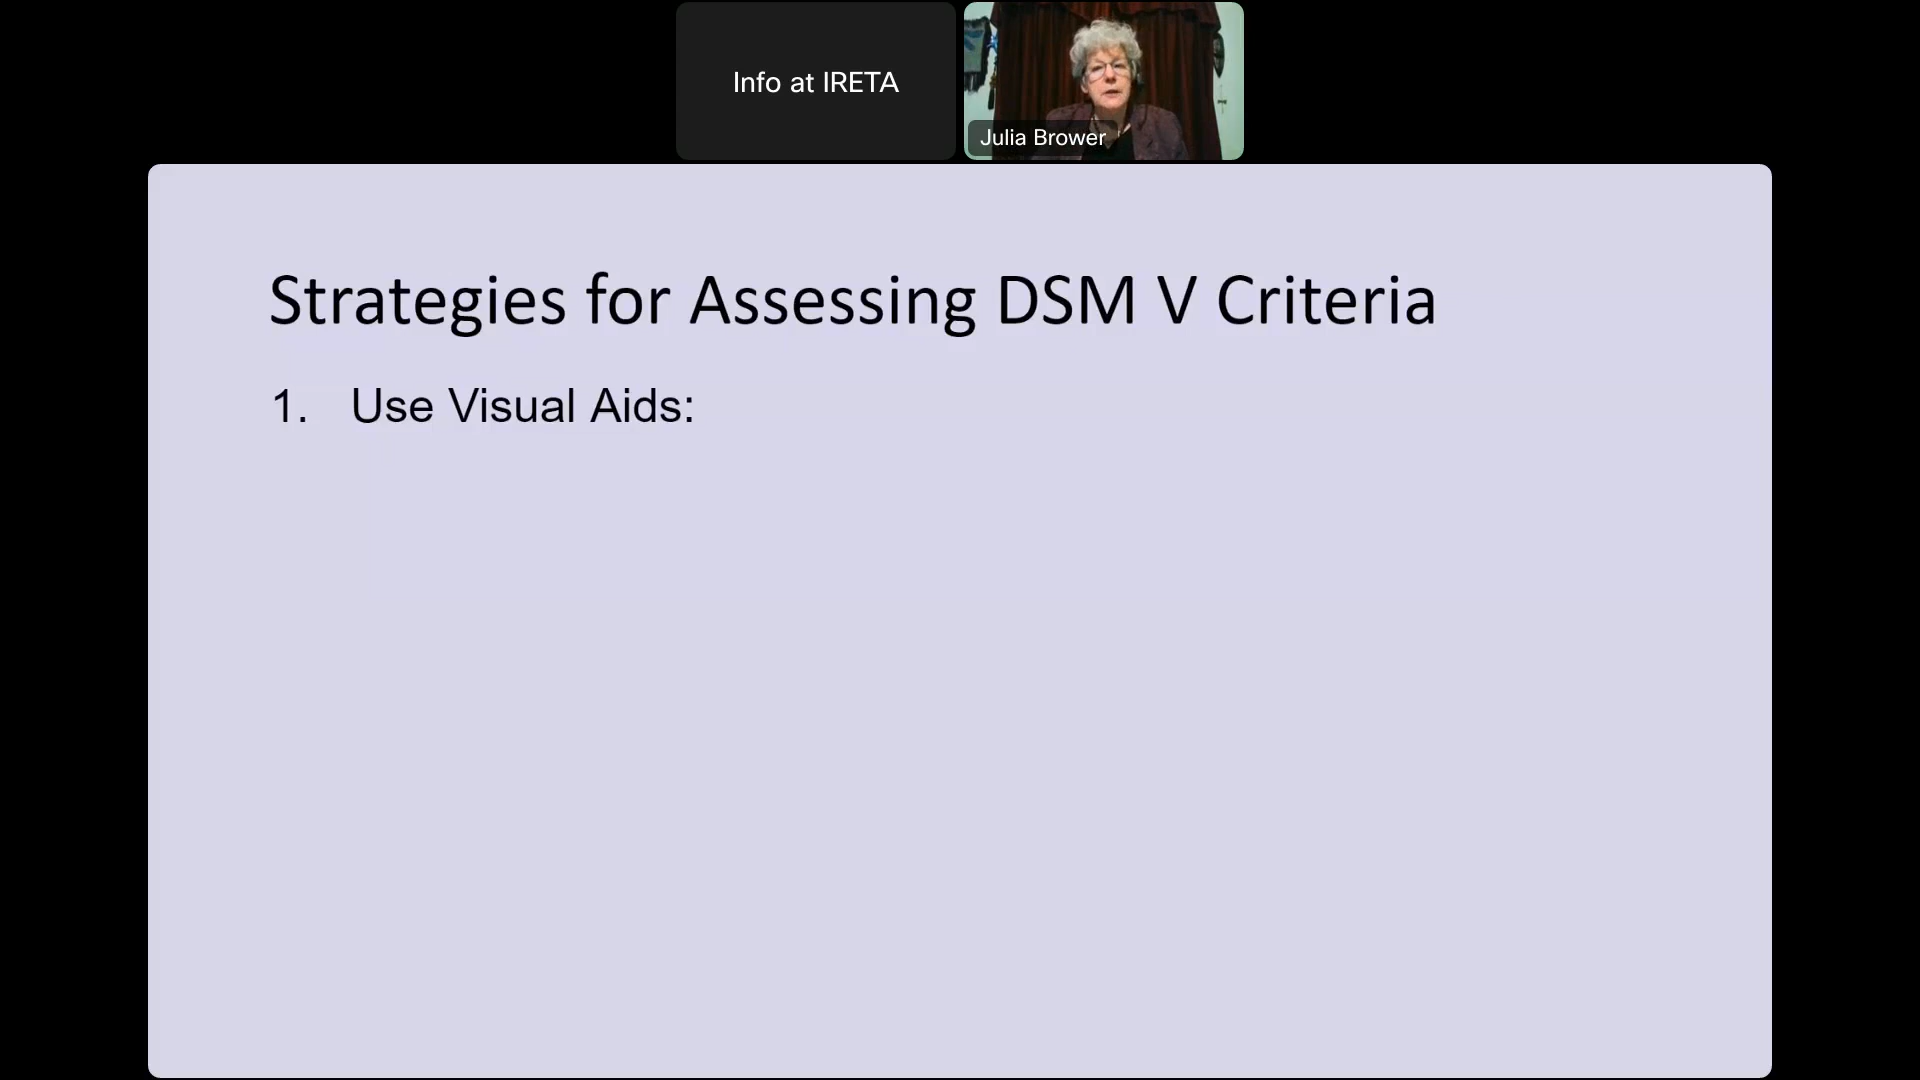 Info at IRETA
Julia Brower
Strategies for Assessing DSM V Criteria
1. Use Visual Aids: